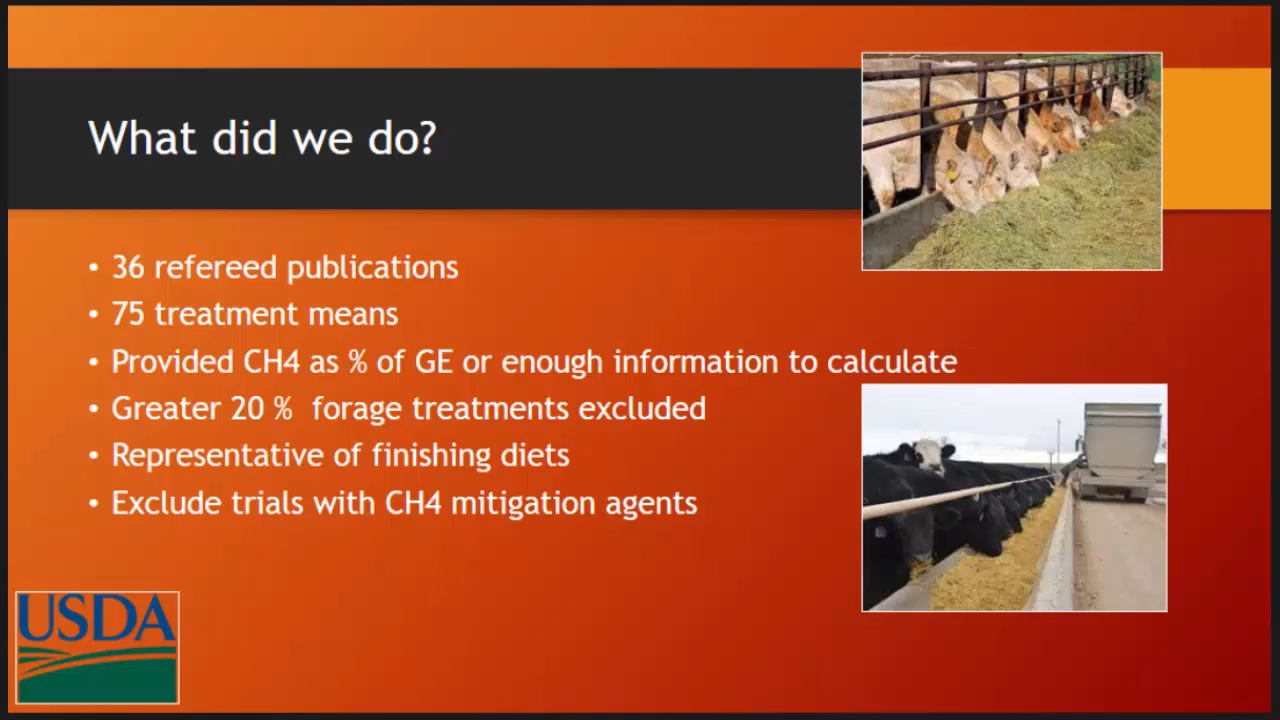 What did we do?
• 36 refereed publications
• 75 treatment means
• Provided CH4 as % of GE or enough information to calculate
• Greater 20 %  forage treatments excluded
• Representative of finishing diets
• Exclude trials with CH4 mitigation agents
USDA